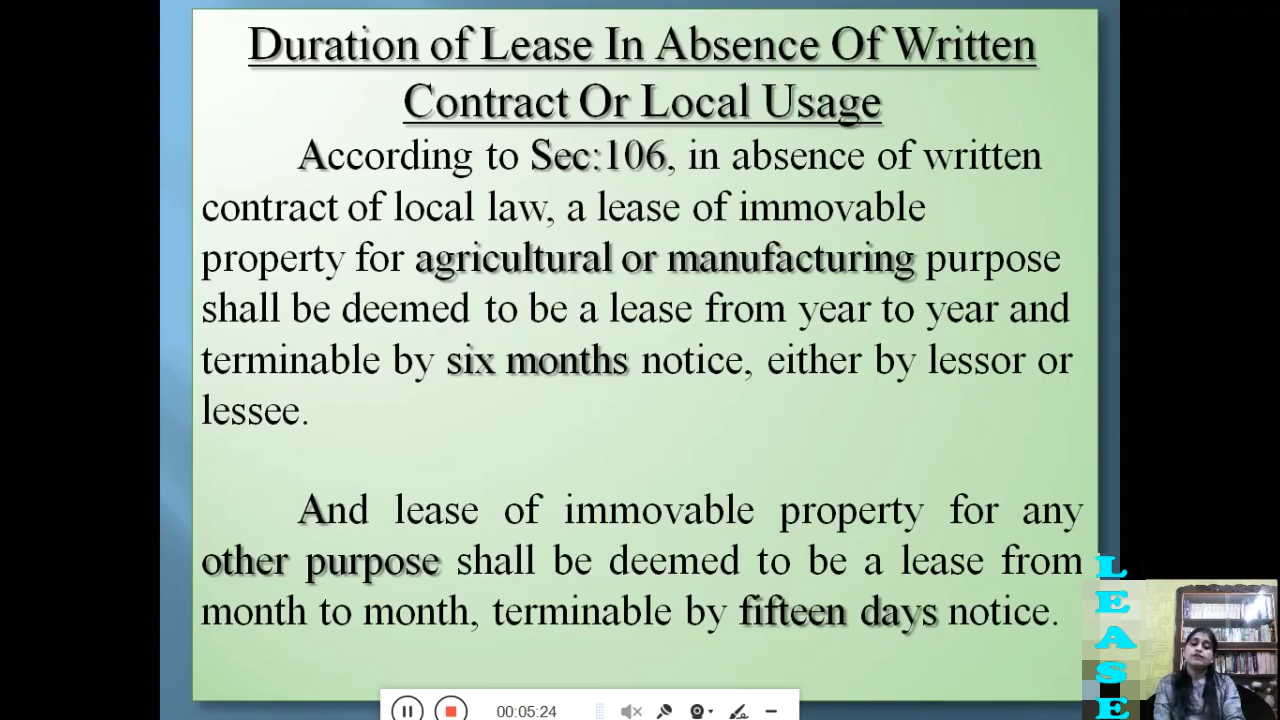 Duration of Lease In Absence Of Written
Contract Or Local Usage
According to Sec:106, in absence of written
contract of local law, a lease of immovable
property for agricultural or manufacturing purpose
shall be deemed to be a lease from year to year and
terminable by six months notice, either by lessor or
lessee.
And lease of immovable property for any
other purpose shall be deemed to be a lease from
month to month, terminable by fifteen days notice.
LEASE
00:05:24